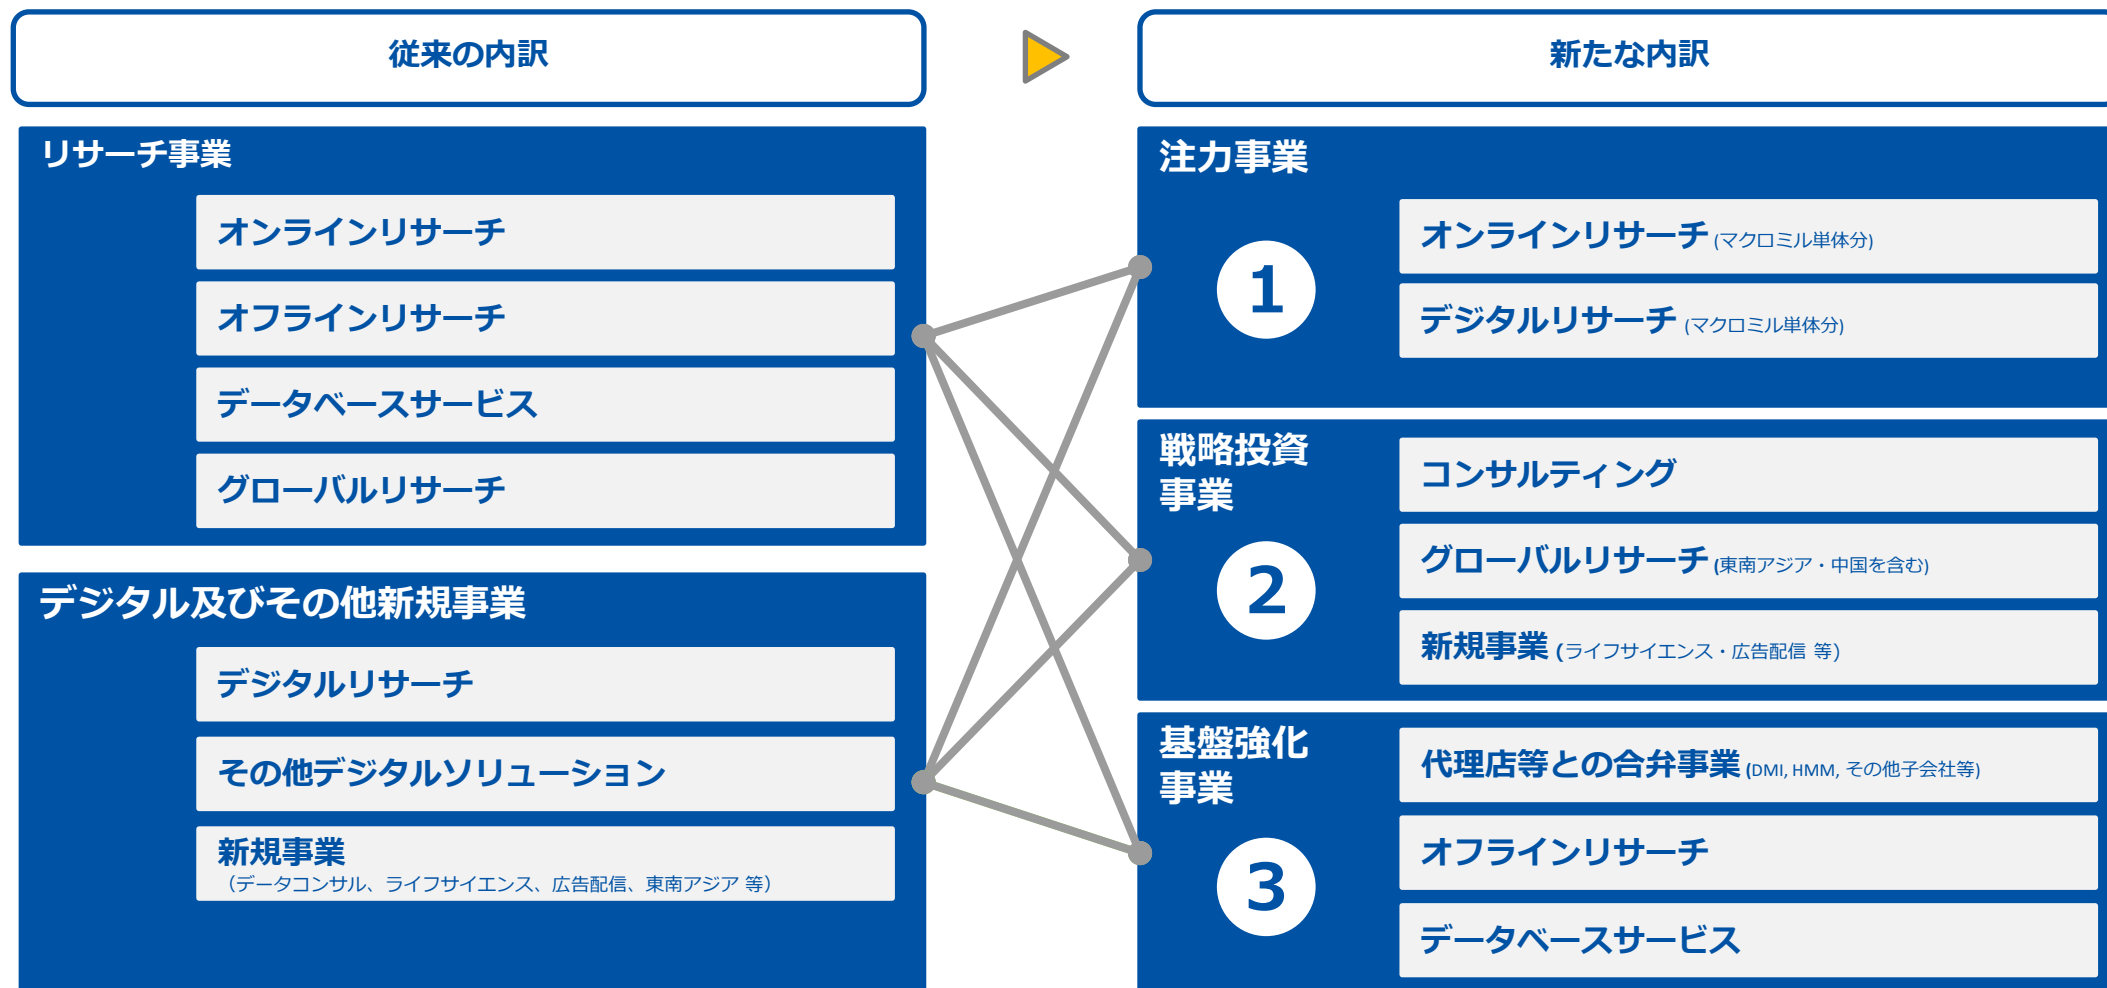 従来の内訳
リサーチ事業
オンラインリサーチ
オフラインリサーチ
データベースサービス
グローバルリサーチ
デジタル及びその他新規事業
デジタルリサーチ
その他デジタルソリューション
新規事業
（データコンサル、ライフサイエンス、広告配信、東南アジア 等）
新たな内訳
注力事業
1
オンラインリサーチ (マクロミル単体分)
デジタルリサーチ (マクロミル単体分)
戦略投資
事業
2
コンサルティング
グローバルリサーチ (東南アジア・中国を含む)
新規事業 (ライフサイエンス・広告配信 等)
基盤強化
事業
3
代理店等との合弁事業 (DMI, HMM, その他子会社等)
オフラインリサーチ
データベースサービス